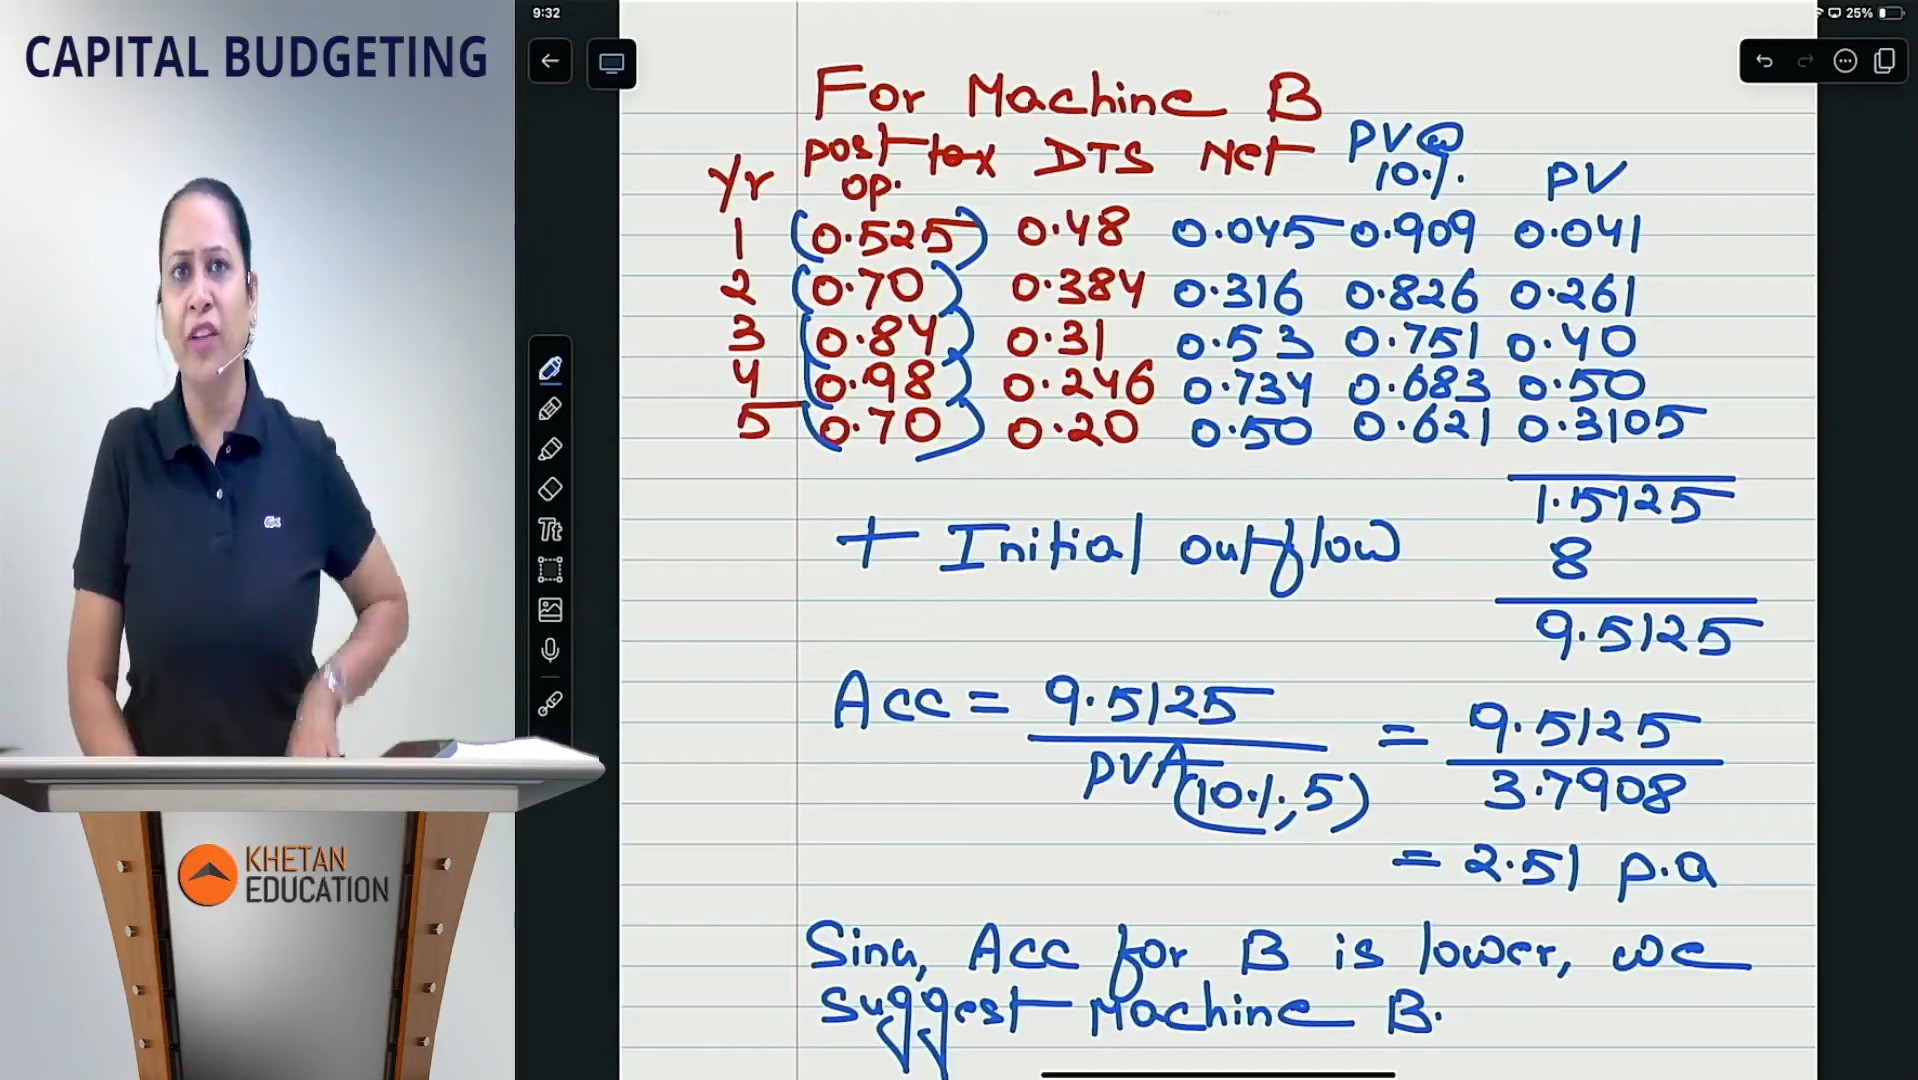 CAPITAL BUDGETING
9:32
25%
For Machine B
Yr post tax op. DTS Net PV@ 10%. PV
1 (0.525) 0.48 0.045 0.909 0.041
2 (0.70) 0.384 0.316 0.826 0.261
3 (0.84) 0.31 0.53 0.751 0.40
4 (0.98) 0.246 0.734 0.683 0.50
5 (0.70) 0.20 0.50 0.621 0.3105
1.5125
+ Initial outflow 8
9.5125
Acc = 9.5125 / PVA(10%, 5) = 9.5125 / 3.7908
= 2.51 p.a
Sinc, Acc for B is lower, we
suggest Machine B.
Tt
KHETAN
EDUCATION